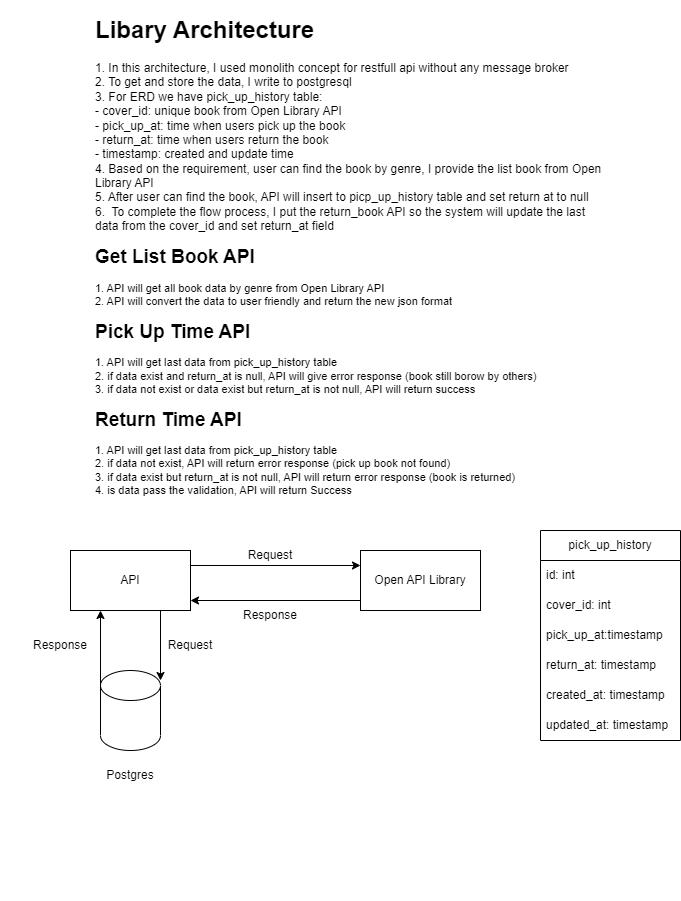 Libary Architecture
1. In this architecture, I used monolith concept for restfull api without any message broker
2. To get and store the data, I write to postgresql
3. For ERD we have pick_up_history table:
- cover_id: unique book from Open Library API
- pick_up_at: time when users pick up the book
- return_at: time when users return the book
- timestamp: created and update time
4. Based on the requirement, user can find the book by genre, I provide the list book from Open
Library API
5. After user can find the book, API will insert to picp_up_history table and set return at to null
6.  To complete the flow process, I put the return_book API so the system will update the last
data from the cover_id and set return_at field
Get List Book API
1. API will get all book data by genre from Open Library API
2. API will convert the data to user friendly and return the new json format
Pick Up Time API
1. API will get last data from pick_up_history table
2. if data exist and return_at is null, API will give error response (book still borow by others)
3. if data not exist or data exist but return_at is not null, API will return success
Return Time API
1. API will get last data from pick_up_history table
2. if data not exist, API will return error response (pick up book not found)
3. if data exist but return_at is not null, API will return error response (book is returned)
4. is data pass the validation, API will return Success
API
Request
Open API Library
Response
Response
Request
Postgres
pick_up_history
id: int
cover_id: int
pick_up_at:timestamp
return_at: timestamp
created_at: timestamp
updated_at: timestamp